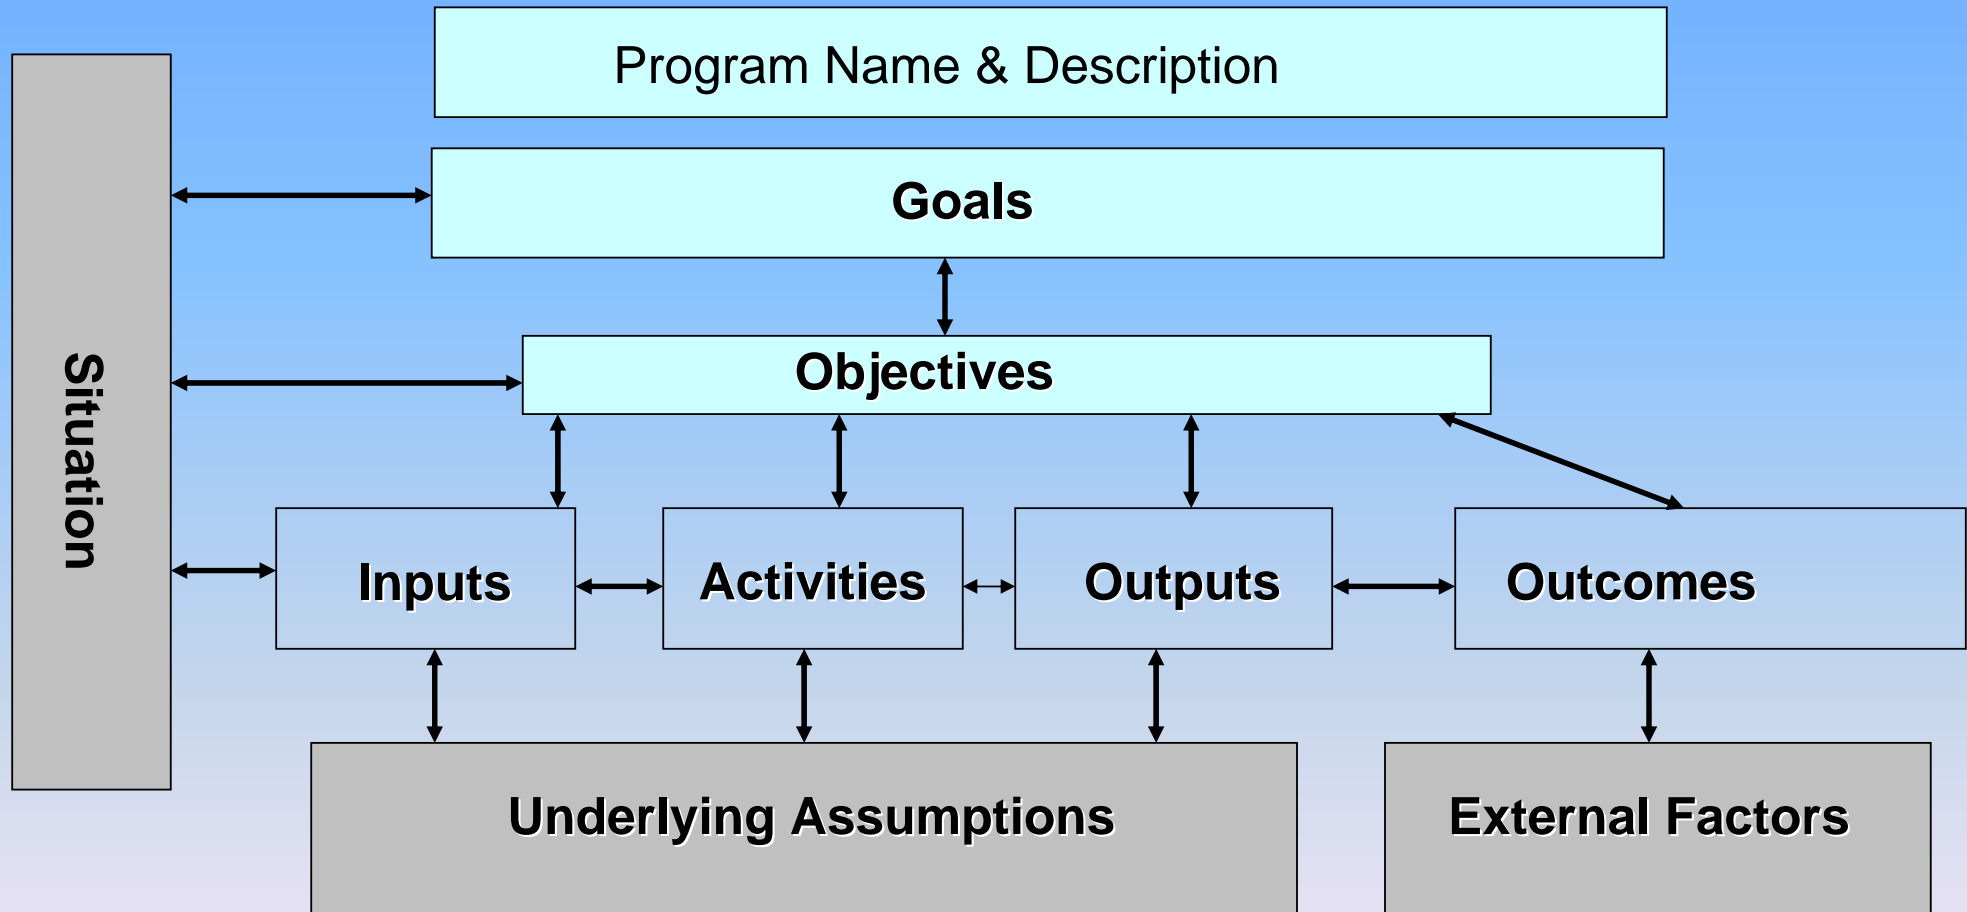 Program Name & Description
Goals
Situation
Objectives
Inputs
Activities
Outputs
Outcomes
Underlying Assumptions
External Factors